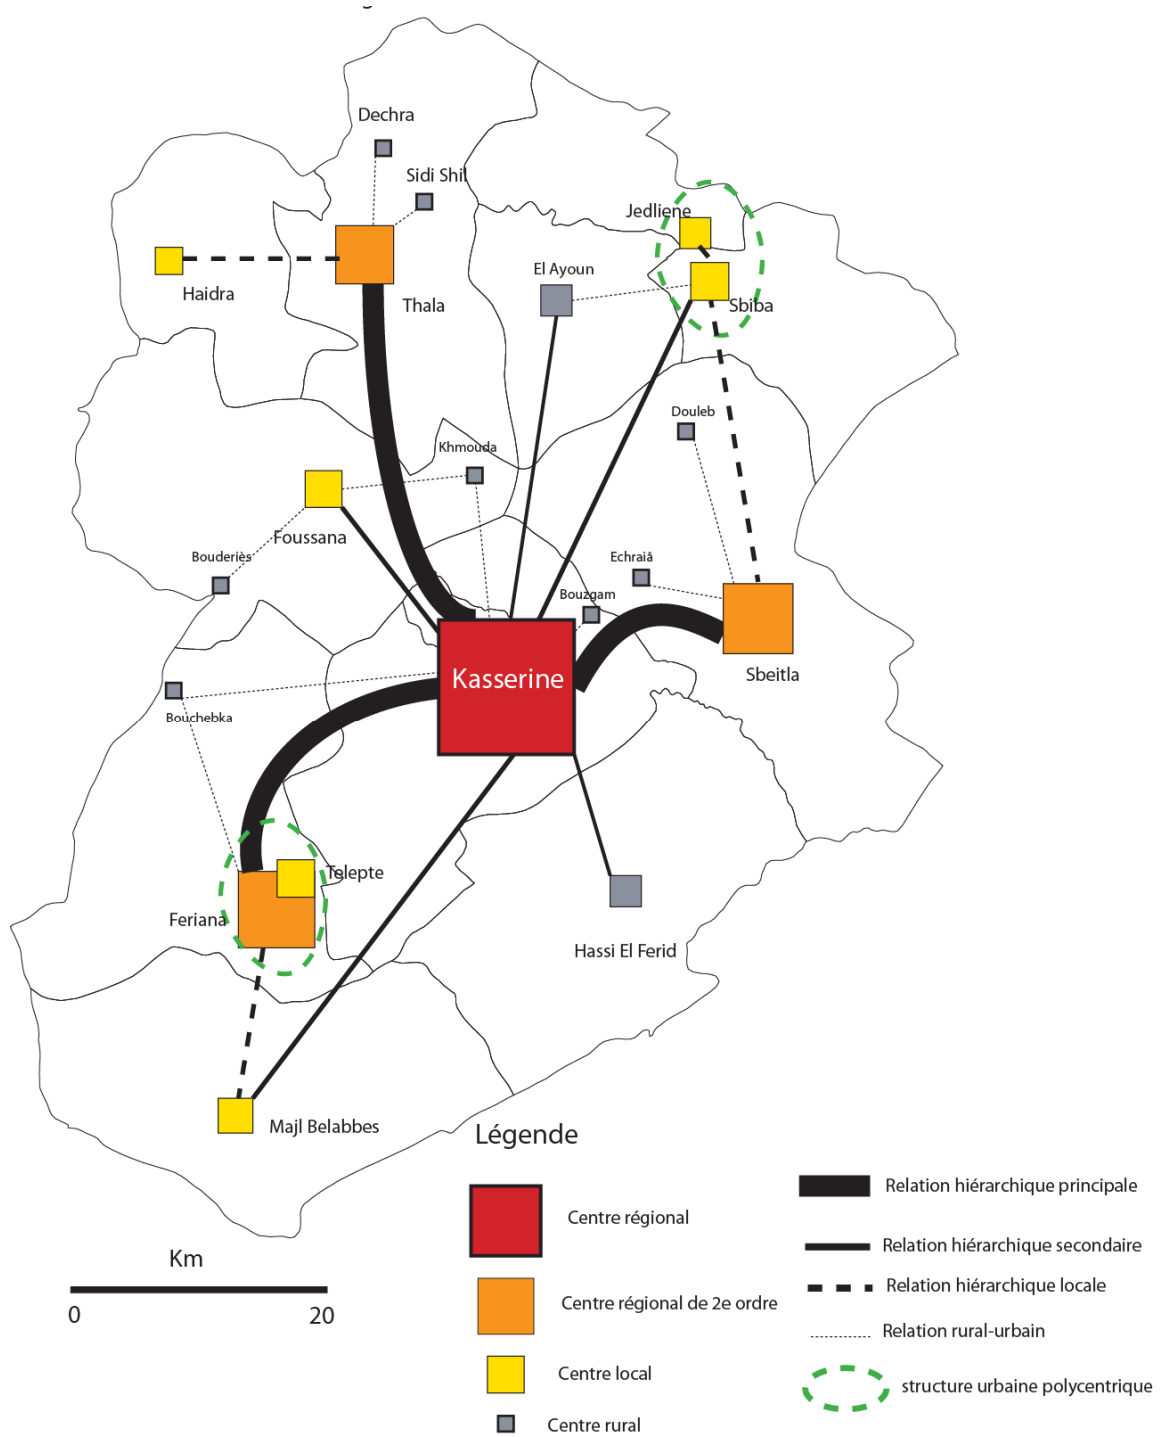 Dechra
Sidi Shil
Jedliene
El Ayoun
Haidra
Thala
Sbiba
Douleb
Khmouda
Foussana
Bouderiès
Echraiâ
Bouzgam
Kasserine
Sbeitla
Bouchebka
Telepte
Feriana
Hassi El Ferid
Majl Belabbes
Légende
Centre régional
Centre régional de 2e ordre
Centre local
Centre rural
Relation hiérarchique principale
Relation hiérarchique secondaire
Relation hiérarchique locale
Relation rural-urbain
structure urbaine polycentrique
Km
0 20